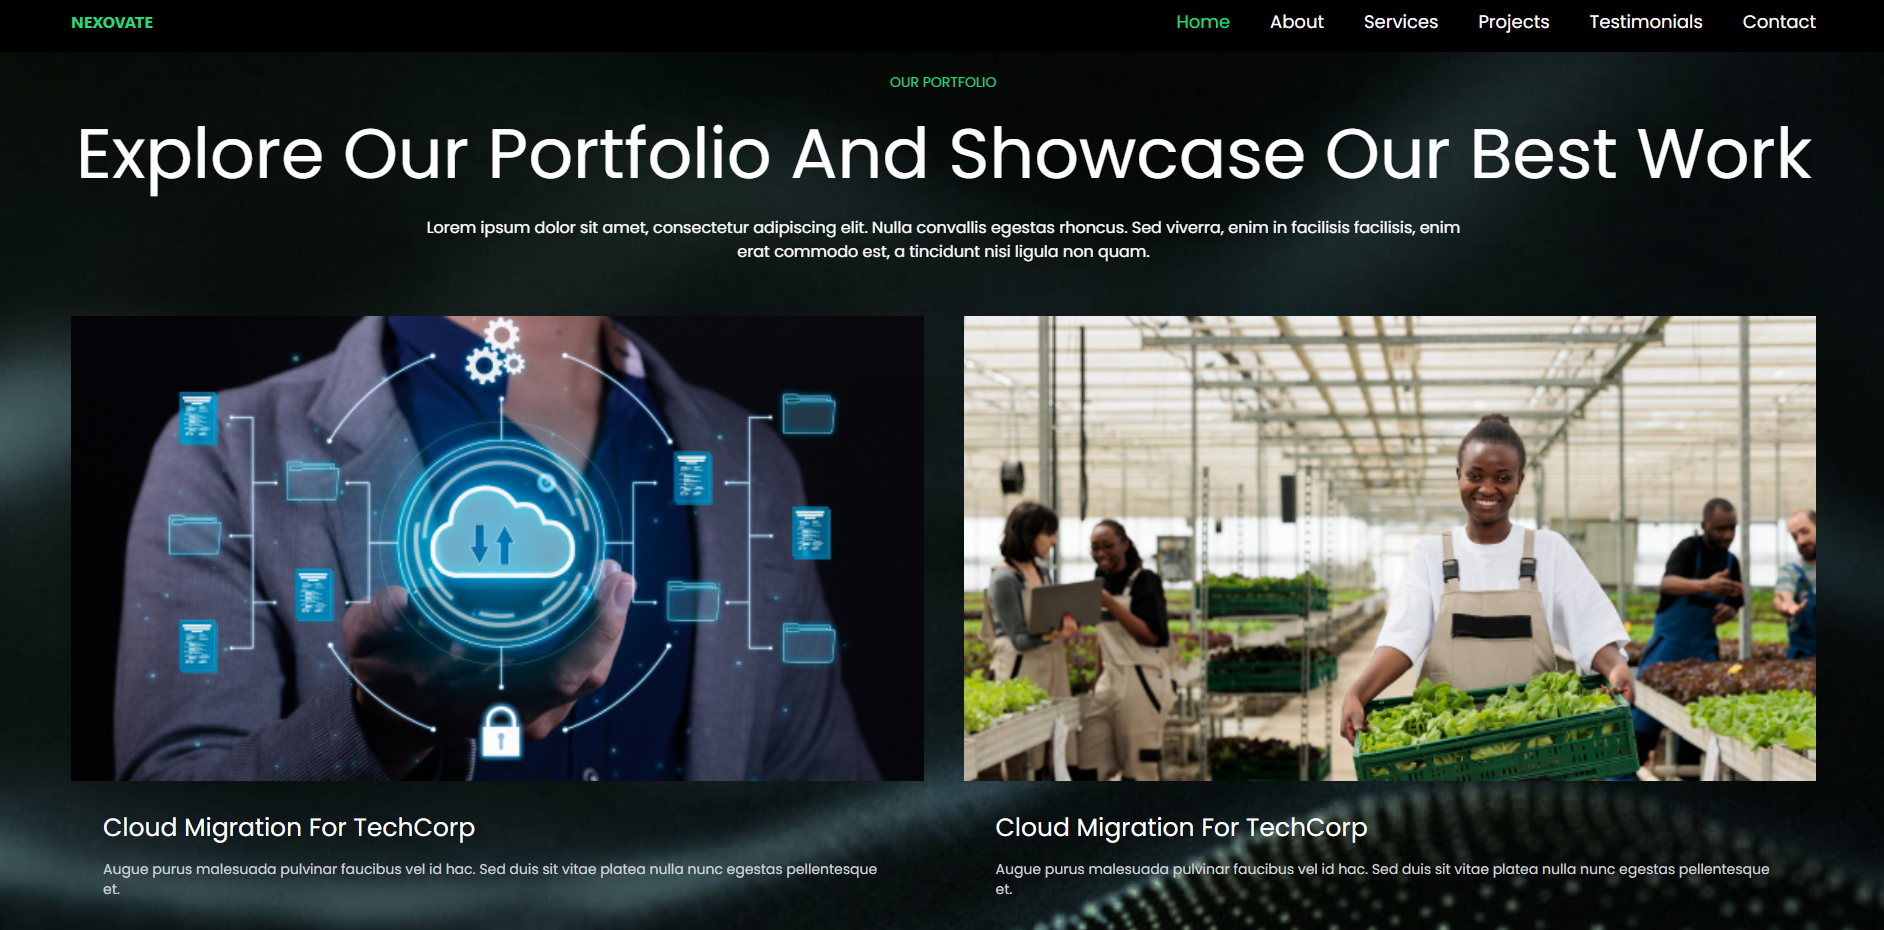 NEXOVATE
Home About Services Projects Testimonials Contact
OUR PORTFOLIO
Explore Our Portfolio And Showcase Our Best Work
Lorem ipsum dolor sit amet, consectetur adipiscing elit. Nulla convallis egestas rhoncus. Sed viverra, enim in facilisis facilisis, enim
erat commodo est, a tincidunt nisi ligula non quam.
Cloud Migration For TechCorp
Augue purus malesuada pulvinar faucibus vel id hac. Sed duis sit vitae platea nulla nunc egestas pellentesque
et.
Cloud Migration For TechCorp
Augue purus malesuada pulvinar faucibus vel id hac. Sed duis sit vitae platea nulla nunc egestas pellentesque
et.